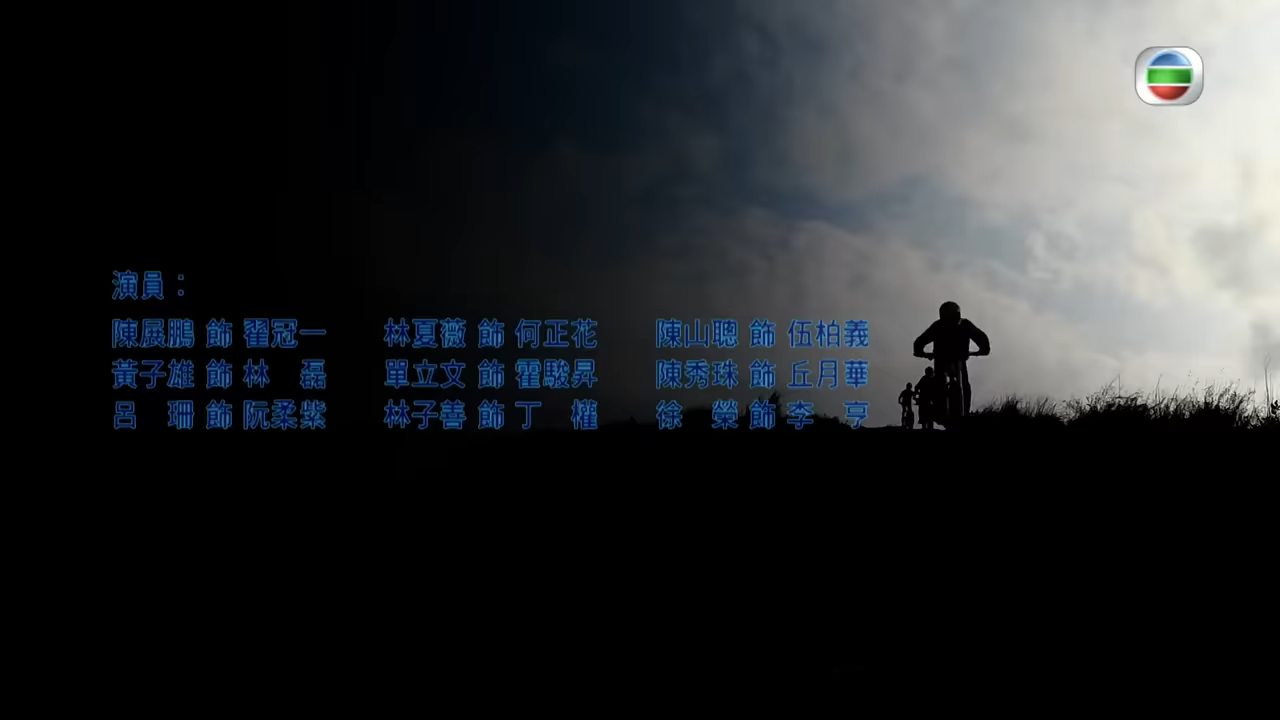 演員：
陳展鵬 飾 翟冠一 林夏薇 飾 何正花 陳山聰 飾 伍柏義
黃子雄 飾 林 磊 單立文 飾 霍駿昇 陳秀珠 飾 丘月華
呂 珊 飾 阮柔紫 林子善 飾 丁 權 徐 榮 飾 李 亨